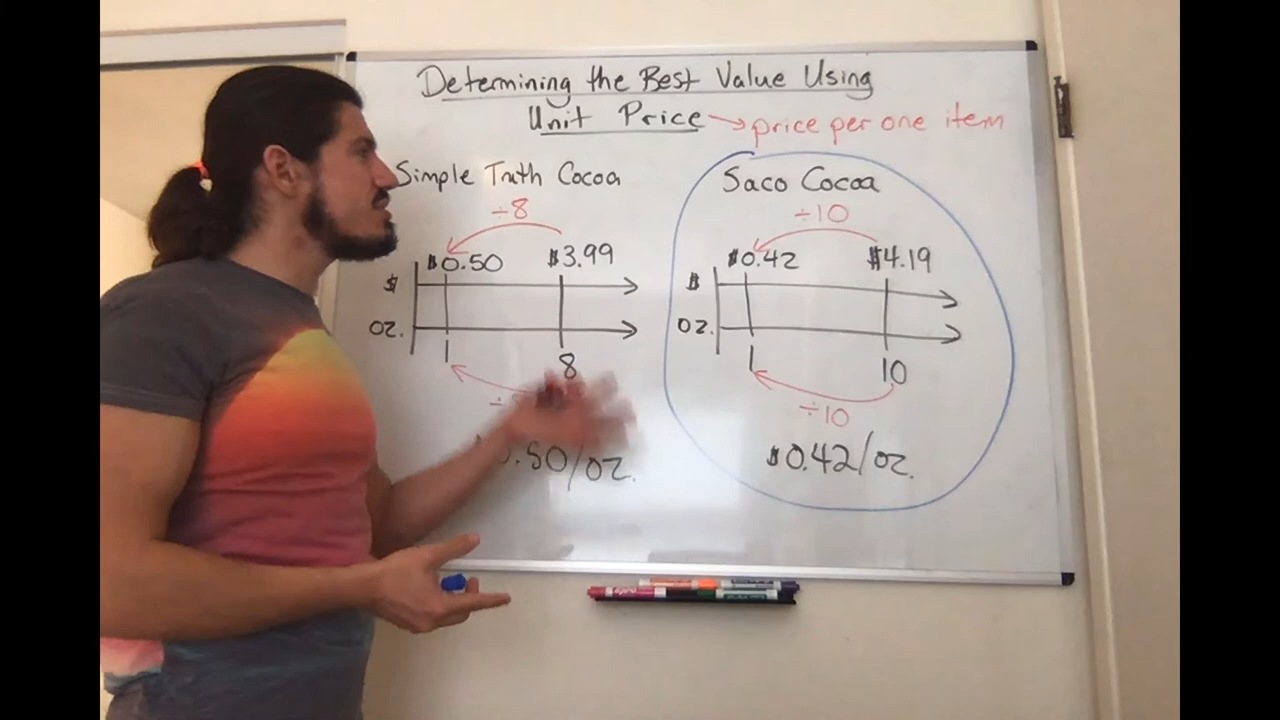 Determining the Best Value Using
Unit Price → price per one item
Simple Truth Cocoa
÷8
$0.50 $3.99
$
oz.
1 8
÷
.50/oz.
Saco Cocoa
÷10
$0.42 $4.19
$
oz.
1 10
÷10
$0.42/oz.